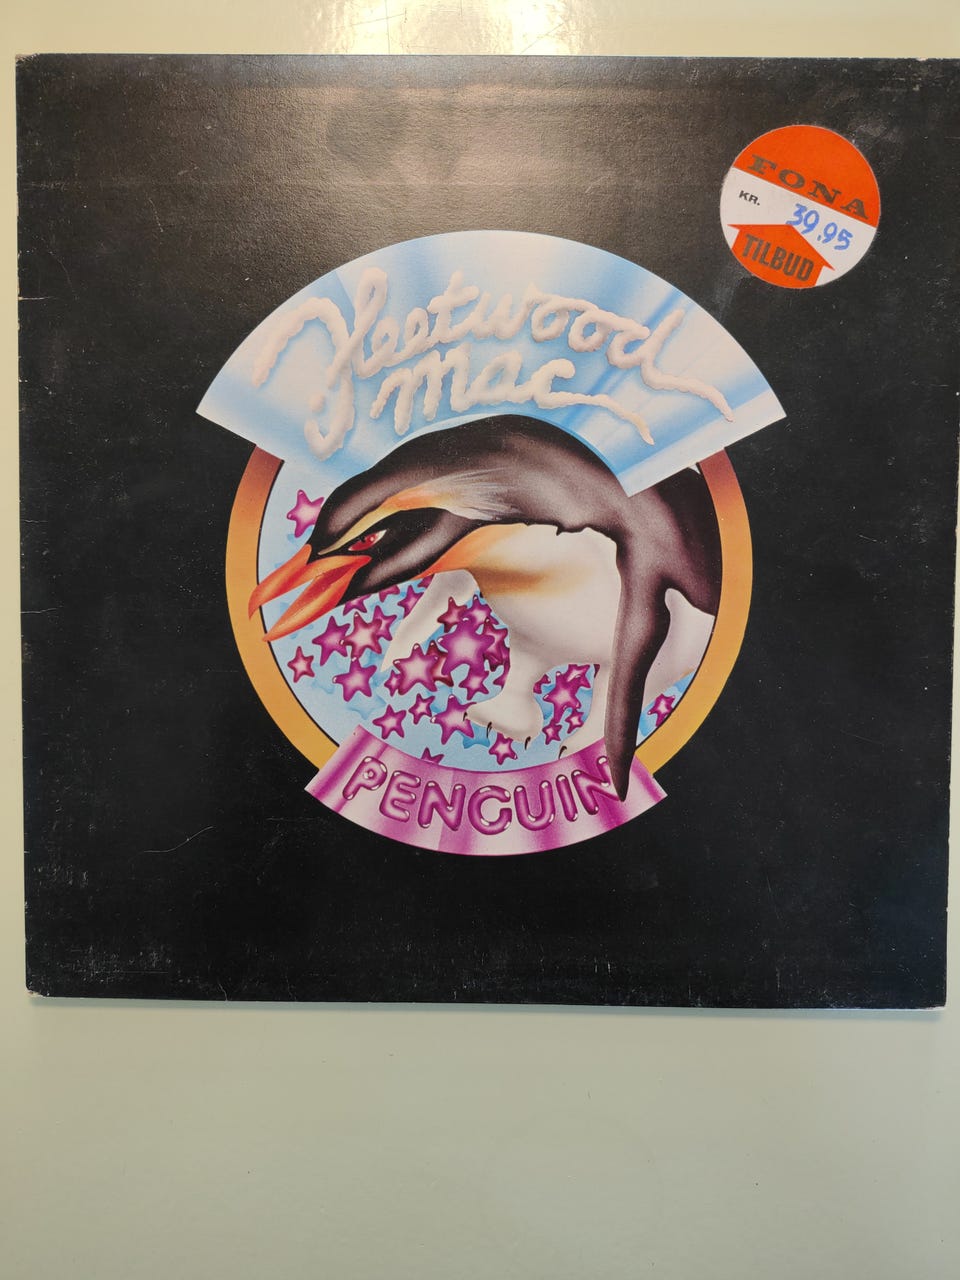 FONA
KR. 39.95
TILBUD
Fleetwood
Mac
PENGUIN